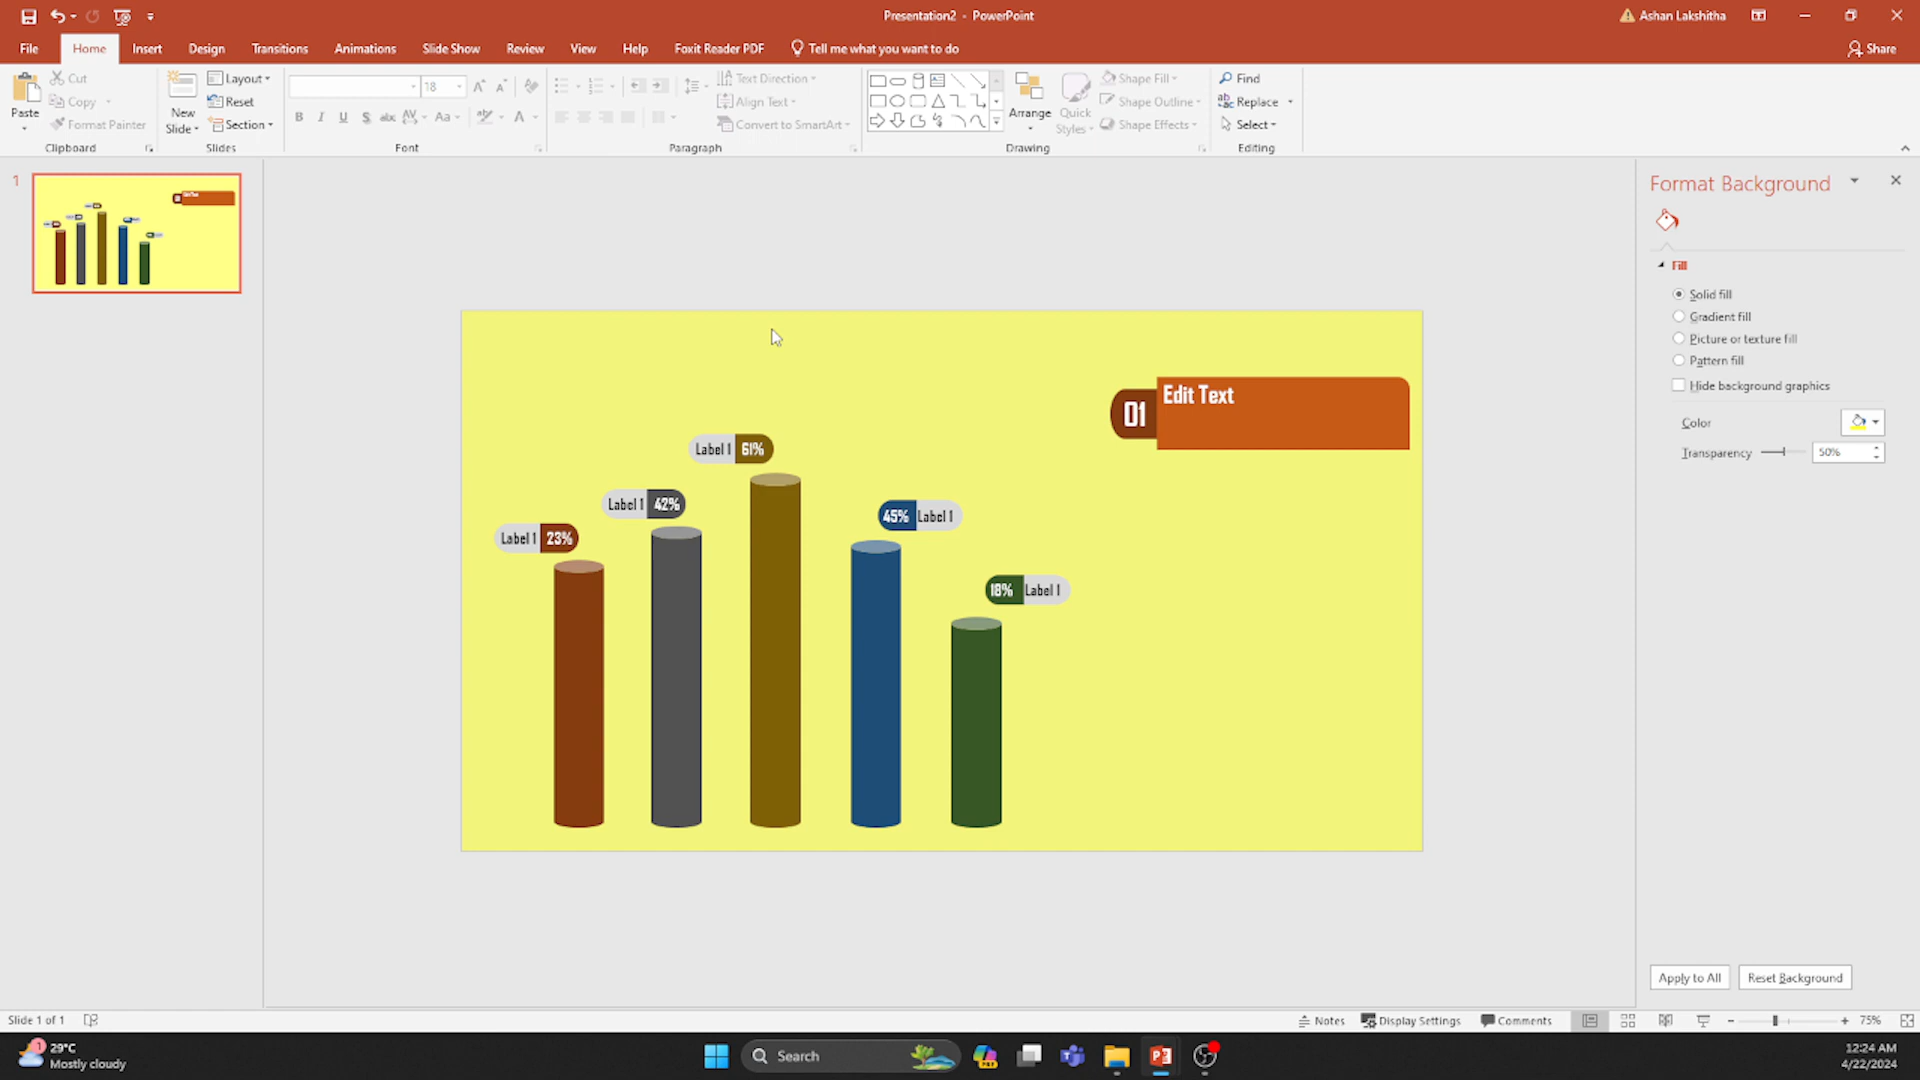 Presentation2 - PowerPoint
Ashan Lakshitha
File Home Insert Design Transitions Animations Slide Show Review View Help Foxit Reader PDF Tell me what you want to do Share
Paste
Cut
Copy
Format Painter
Clipboard
New Slide
Layout
Reset
Section
Slides
18
B I U S abc AV Aa A
Font
Text Direction
Align Text
Convert to SmartArt
Paragraph
Arrange
Quick Styles
Shape Fill
Shape Outline
Shape Effects
Drawing
Find
Replace
Select
Editing
1
01 Edit Text
Label 1 61%
Label 1 42%
45% Label 1
Label 1 23%
18% Label 1
Format Background
Fill
Solid fill
Gradient fill
Picture or texture fill
Pattern fill
Hide background graphics
Color
Transparency 50%
Apply to All Reset Background
Slide 1 of 1
Notes Display Settings Comments 75%
1
29°C
Mostly cloudy
Search
12:24 AM
4/22/2024